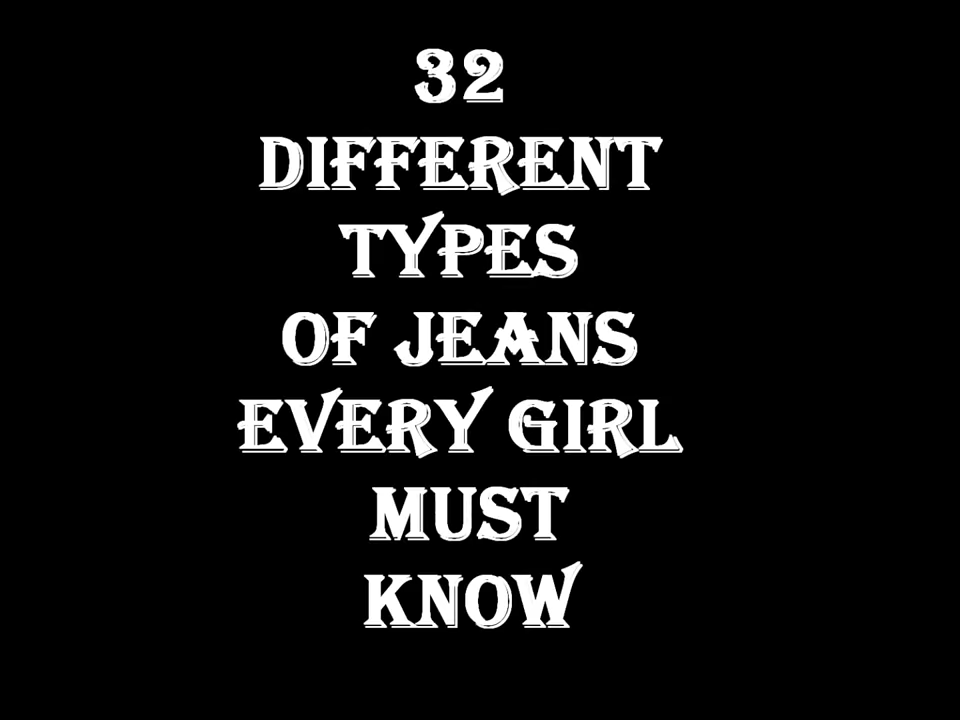 32
DIFFERENT
TYPES
OF JEANS
EVERY GIRL
MUST
KNOW